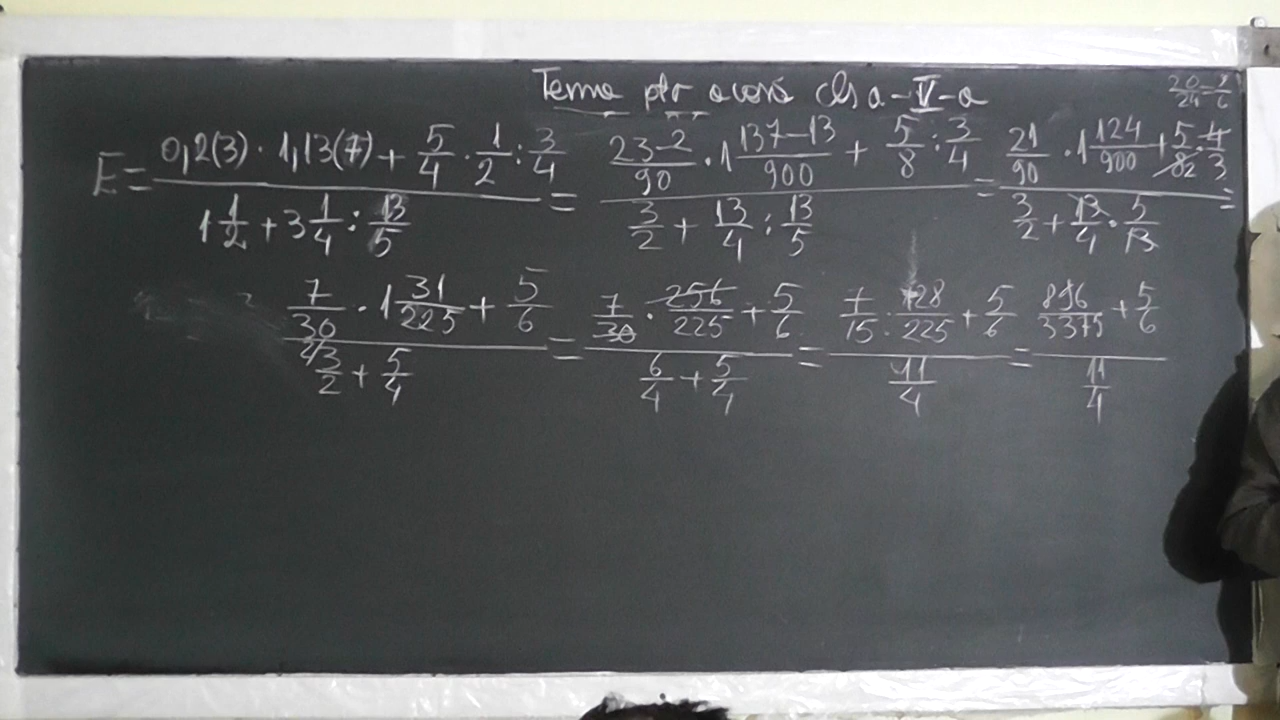 Tema ptr acasă cls a-V-a
20/24=5/6
E= (0,2(3) · 1,13(7) + 5/4 · 1/2 : 3/4) / (1 1/2 + 3 1/4 : 13/5) = (23-2/90 · 1 137-13/900 + 5/8 : 3/4) / (3/2 + 13/4 : 13/5) = (21/90 · 1 124/900 + 5/82 · 4/3) / (3/2 + 13/4 · 5/13) =
(7/30 · 1 31/225 + 5/6) / (2)3/2 + 5/4) = (7/30 · 256/225 + 5/6) / (6/4 + 5/4) = (7/15 · 128/225 + 5/6) / (11/4) = (896/3375 + 5/6) / (11/4)